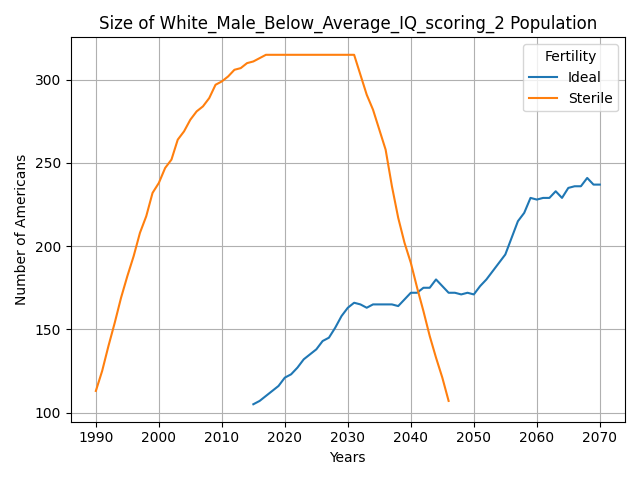 Size of White_Male_Below_Average_IQ_scoring_2 Population
Fertility
Ideal
Sterile
Number of Americans
300
250
200
150
100
1990 2000 2010 2020 2030 2040 2050 2060 2070
Years